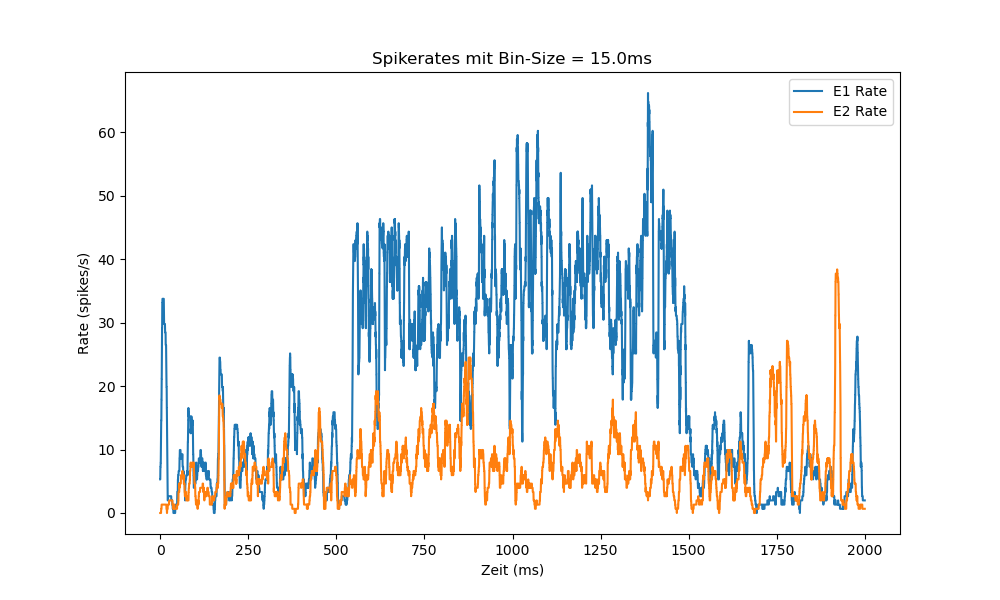 Spikerates mit Bin-Size = 15.0ms
E1 Rate
E2 Rate
Rate (spikes/s)
60
50
40
30
20
10
0
0 250 500 750 1000 1250 1500 1750 2000
Zeit (ms)